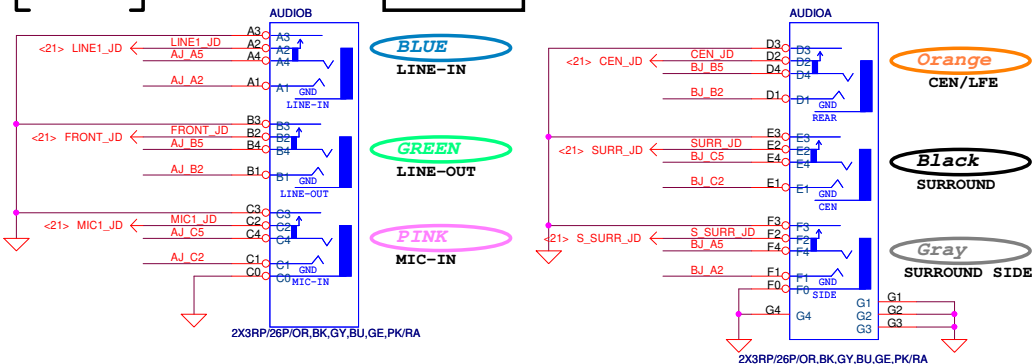 AUDIOB
A3 A3
<21> LINE1_JD LINE1_JD A2 A2
AJ_A5 A4 A4
AJ_A2 A1 A1
GND
LINE-IN
BLUE
LINE-IN
B3 B3
<21> FRONT_JD FRONT_JD B2 B2
AJ_B5 B4 B4
AJ_B2 B1 B1
GND
LINE-OUT
GREEN
LINE-OUT
C3 C3
<21> MIC1_JD MIC1_JD C2 C2
AJ_C5 C4 C4
AJ_C2 C1 C1
GND
C0 C0
MIC-IN
PINK
MIC-IN
2X3RP/26P/OR,BK,GY,BU,GE,PK/RA
AUDIOA
D3 D3
<21> CEN_JD CEN_JD D2 D2
BJ_B5 D4 D4
BJ_B2 D1 D1
GND
REAR
Orange
CEN/LFE
E3 E3
<21> SURR_JD SURR_JD E2 E2
BJ_C5 E4 E4
BJ_C2 E1 E1
GND
CEN
Black
SURROUND
F3 F3
<21> S_SURR_JD S_SURR_JD F2 F2
BJ_A5 F4 F4
BJ_A2 F1 F1
GND
F0 F0
SIDE
Gray
SURROUND SIDE
G4 G4
G1 G1
G2 G2
G3 G3
2X3RP/26P/OR,BK,GY,BU,GE,PK/RA